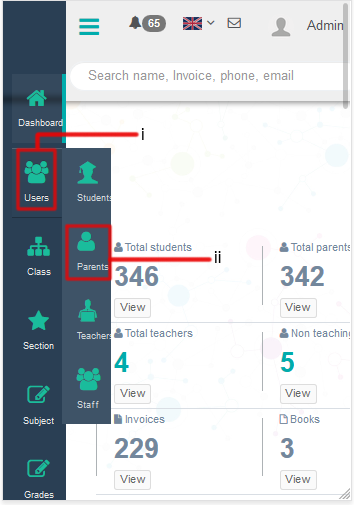 65
Admin
Search name, Invoice, phone, email
Dashboard
i
Users
Students
ii
Parents
Class
Teachers
Section
Staff
Subject
Grades
Total students
346
View
Total parents
342
View
Total teachers
4
View
Non teaching
5
View
Invoices
229
View
Books
3
View